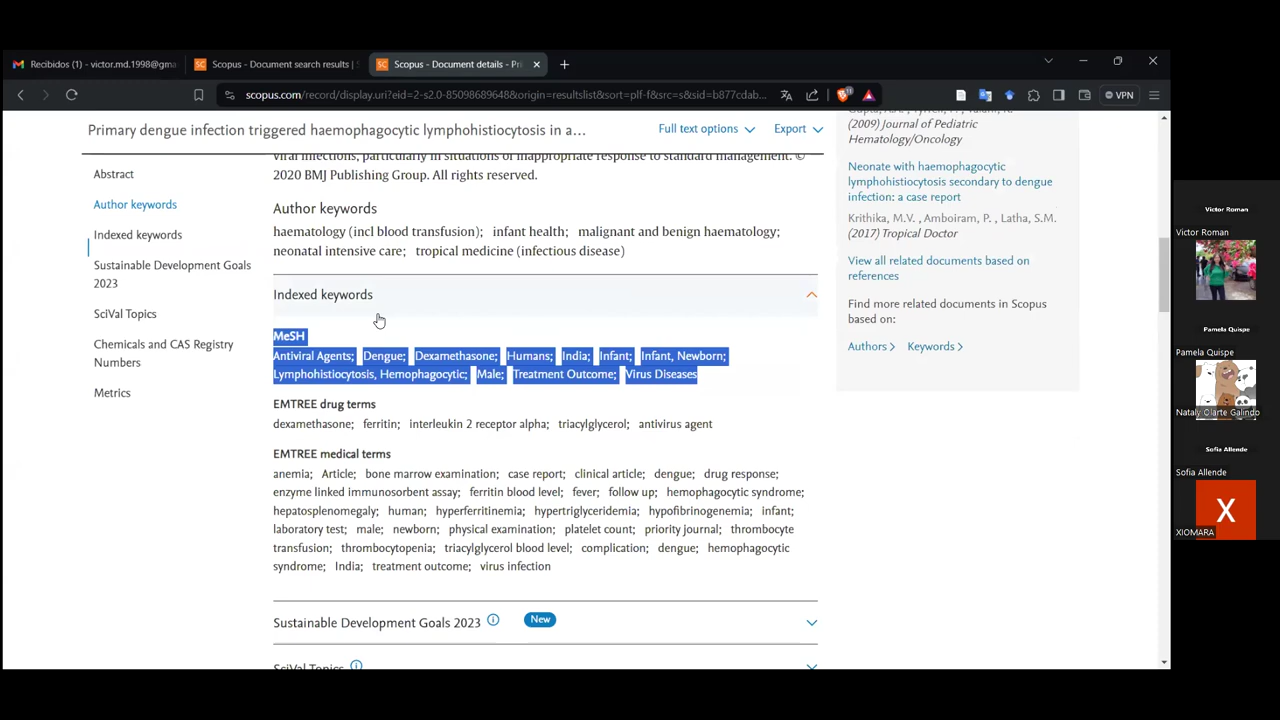 Recibidos (1) - victor.md.1998@gma
Scopus - Document search results |
Scopus - Document details - Pri
scopus.com/record/display.uri?eid=2-s2.0-85098689648&origin=resultslist&sort=plf-f&src=s&sid=b877cdab...
VPN
Primary dengue infection triggered haemophagocytic lymphohistiocytosis in a...
Full text options
Export
Abstract
Author keywords
Indexed keywords
Sustainable Development Goals
2023
SciVal Topics
Chemicals and CAS Registry
Numbers
Metrics
viral infections, particularly in situations of inappropriate response to standard management. ©
2020 BMJ Publishing Group. All rights reserved.
Author keywords
haematology (incl blood transfusion); infant health; malignant and benign haematology;
neonatal intensive care; tropical medicine (infectious disease)
Indexed keywords
MeSH
Antiviral Agents; Dengue; Dexamethasone; Humans; India; Infant; Infant, Newborn;
Lymphohistiocytosis, Hemophagocytic; Male; Treatment Outcome; Virus Diseases
EMTREE drug terms
dexamethasone; ferritin; interleukin 2 receptor alpha; triacylglycerol; antivirus agent
EMTREE medical terms
anemia; Article; bone marrow examination; case report; clinical article; dengue; drug response;
enzyme linked immunosorbent assay; ferritin blood level; fever; follow up; hemophagocytic syndrome;
hepatosplenomegaly; human; hyperferritinemia; hypertriglyceridemia; hypofibrinogenemia; infant;
laboratory test; male; newborn; physical examination; platelet count; priority journal; thrombocyte
transfusion; thrombocytopenia; triacylglycerol blood level; complication; dengue; hemophagocytic
syndrome; India; treatment outcome; virus infection
Sustainable Development Goals 2023
New
SciVal Topics
(2009) Journal of Pediatric
Hematology/Oncology
Neonate with haemophagocytic
lymphohistiocytosis secondary to dengue
infection: a case report
Krithika, M.V. , Amboiram, P. , Latha, S.M.
(2017) Tropical Doctor
View all related documents based on
references
Find more related documents in Scopus
based on:
Authors
Keywords
Victor Roman
Victor Roman
Pamela Quispe
Pamela Quispe
Nataly Olarte Galindo
Sofia Allende
Sofia Allende
X
XIOMARA